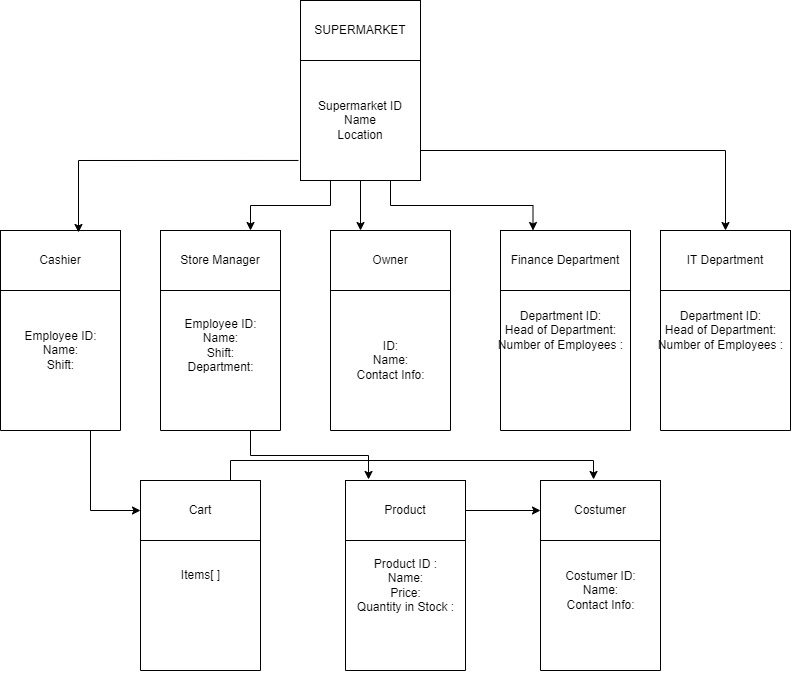 SUPERMARKET
Supermarket ID
Name
Location
Cashier
Employee ID:
Name:
Shift:
Store Manager
Employee ID:
Name:
Shift:
Department:
Owner
ID:
Name:
Contact Info:
Finance Department
Department ID:
Head of Department:
Number of Employees :
IT Department
Department ID:
Head of Department:
Number of Employees :
Cart
Items[ ]
Product
Product ID :
Name:
Price:
Quantity in Stock :
Costumer
Costumer ID:
Name:
Contact Info: